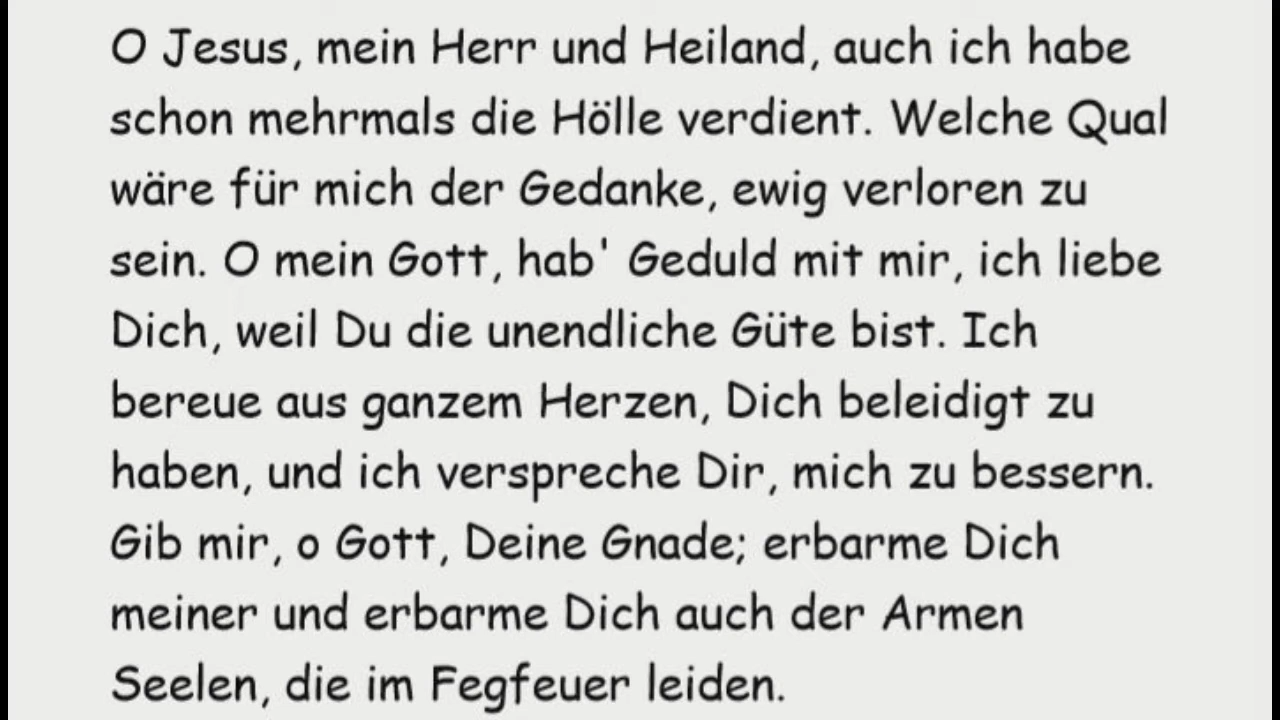 O Jesus, mein Herr und Heiland, auch ich habe
schon mehrmals die Hölle verdient. Welche Qual
wäre für mich der Gedanke, ewig verloren zu
sein. O mein Gott, hab' Geduld mit mir, ich liebe
Dich, weil Du die unendliche Güte bist. Ich
bereue aus ganzem Herzen, Dich beleidigt zu
haben, und ich verspreche Dir, mich zu bessern.
Gib mir, o Gott, Deine Gnade; erbarme Dich
meiner und erbarme Dich auch der Armen
Seelen, die im Fegfeuer leiden.